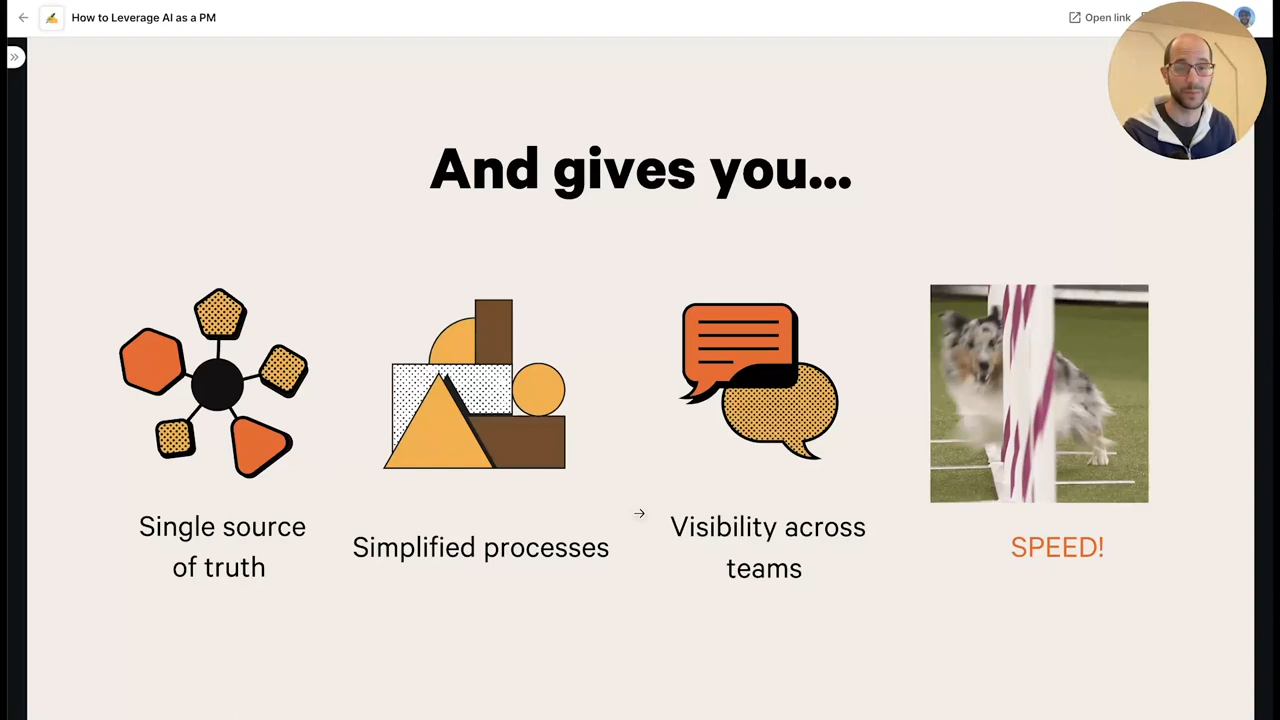 How to Leverage AI as a PM
Open link
And gives you...
Single source
of truth
Simplified processes
Visibility across
teams
SPEED!